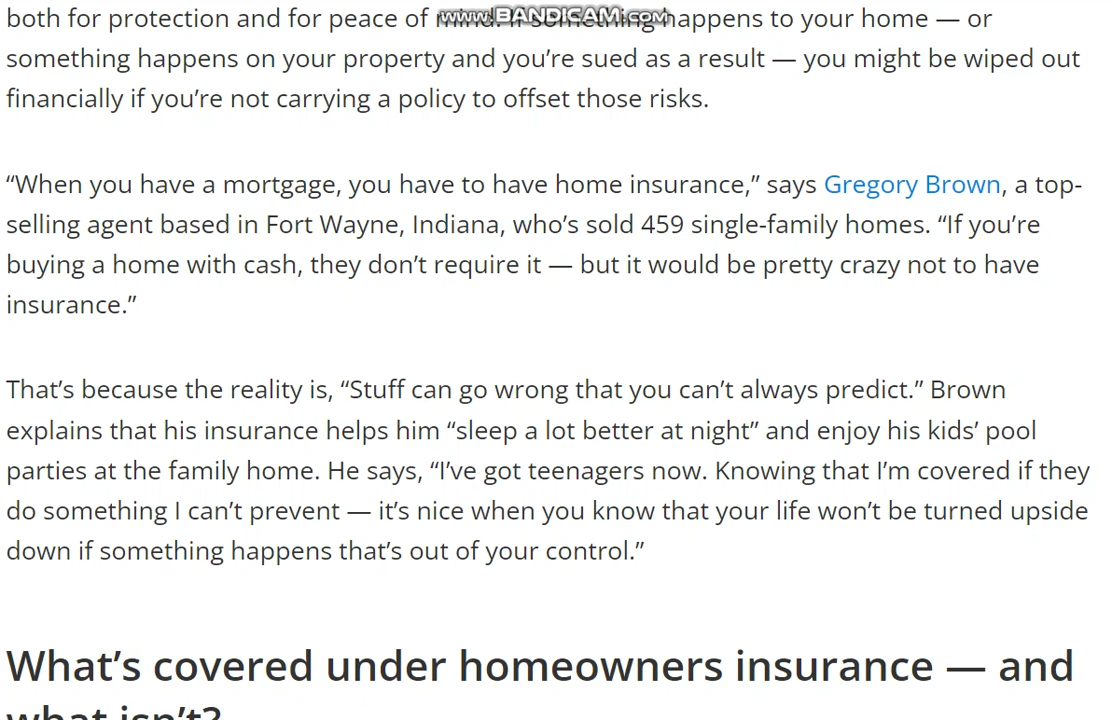 both for protection and for peace of mind. If something happens to your home — or
www.BANDICAM.com
something happens on your property and you’re sued as a result — you might be wiped out
financially if you’re not carrying a policy to offset those risks.
“When you have a mortgage, you have to have home insurance,” says Gregory Brown, a top-
selling agent based in Fort Wayne, Indiana, who’s sold 459 single-family homes. “If you’re
buying a home with cash, they don’t require it — but it would be pretty crazy not to have
insurance.”
That’s because the reality is, “Stuff can go wrong that you can’t always predict.” Brown
explains that his insurance helps him “sleep a lot better at night” and enjoy his kids’ pool
parties at the family home. He says, “I’ve got teenagers now. Knowing that I’m covered if they
do something I can’t prevent — it’s nice when you know that your life won’t be turned upside
down if something happens that’s out of your control.”
What’s covered under homeowners insurance — and
what isn’t?